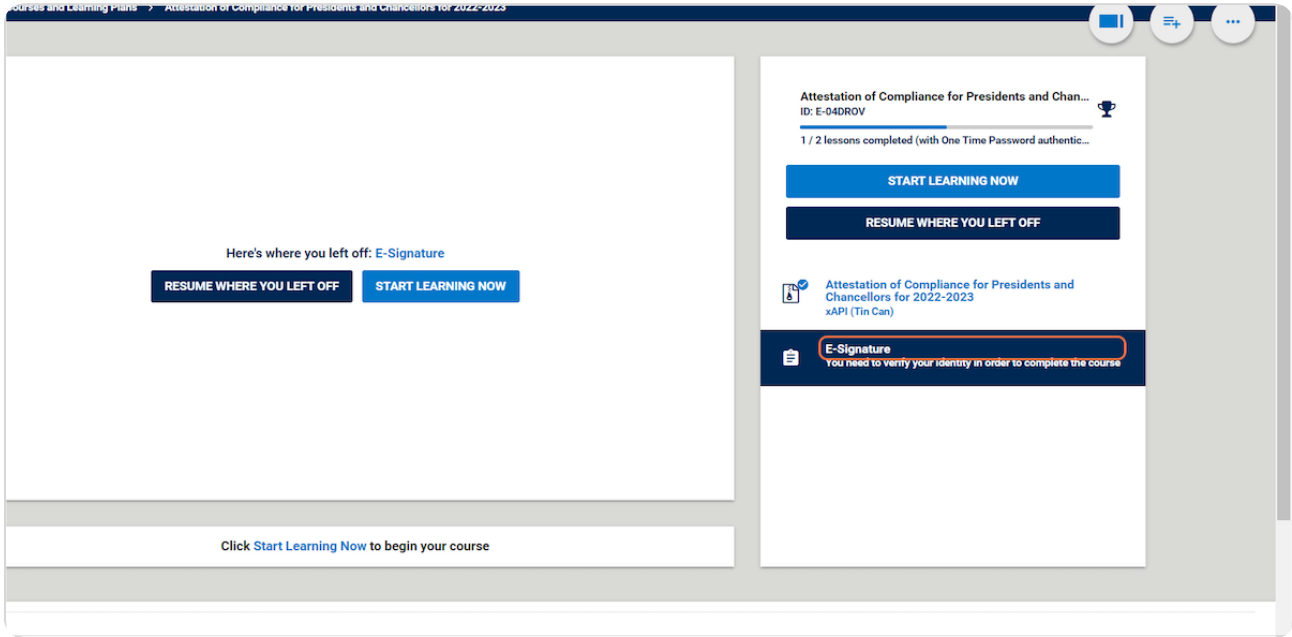 Courses and Learning Plans > Attestation of Compliance for Presidents and Chancellors for 2022-2023
Here's where you left off: E-Signature
RESUME WHERE YOU LEFT OFF
START LEARNING NOW
Click Start Learning Now to begin your course
Attestation of Compliance for Presidents and Chan...
ID: E-04DROV
1 / 2 lessons completed (with One Time Password authentic...
START LEARNING NOW
RESUME WHERE YOU LEFT OFF
Attestation of Compliance for Presidents and
Chancellors for 2022-2023
xAPI (Tin Can)
E-Signature
You need to verify your identity in order to complete the course